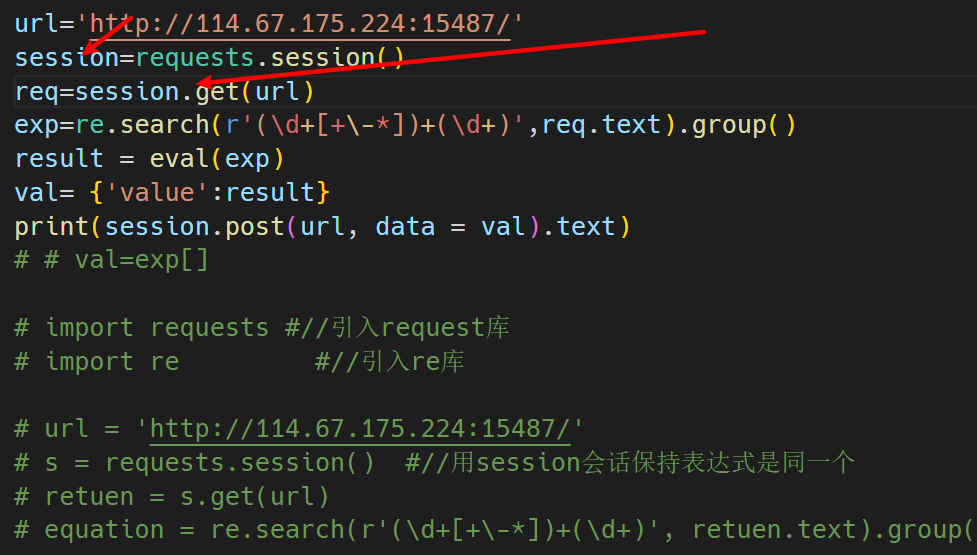 url='http://114.67.175.224:15487/'
session=requests.session()
req=session.get(url)
exp=re.search(r'(\d+[+\-*])+(\d+)',req.text).group()
result = eval(exp)
val= {'value':result}
print(session.post(url, data = val).text)
# # val=exp[]
# import requests #//引入request库
# import re         #//引入re库
# url = 'http://114.67.175.224:15487/'
# s = requests.session()  #//用session会话保持表达式是同一个
# retuen = s.get(url)
# equation = re.search(r'(\d+[+\-*])+(\d+)', retuen.text).group(